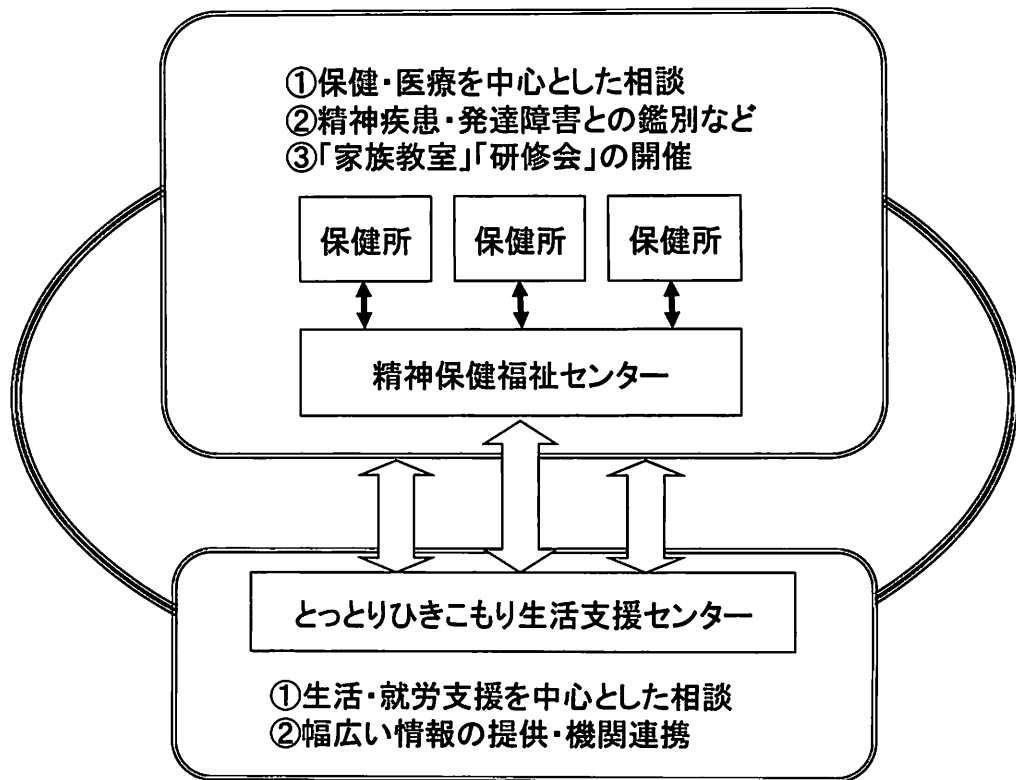 ①保健・医療を中心とした相談
②精神疾患・発達障害との鑑別など
③「家族教室」「研修会」の開催
保健所
保健所
保健所
精神保健福祉センター
とっとりひきこもり生活支援センター
①生活・就労支援を中心とした相談
②幅広い情報の提供・機関連携